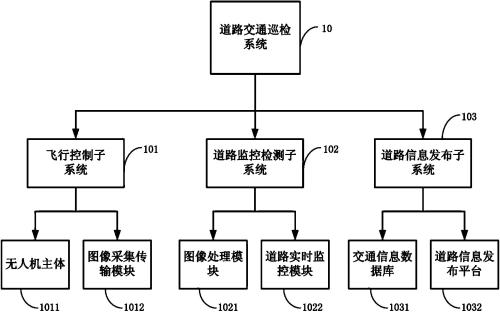 道路交通巡检
系统
10
103
飞行控制子
系统
101
道路监控检测子
系统
102
道路信息发布子
系统
无人机主体
图像采集传
输模块
图像处理模
块
道路实时监
控模块
交通信息数
据库
道路信息发
布平台
1011
1012
1021
1022
1031
1032